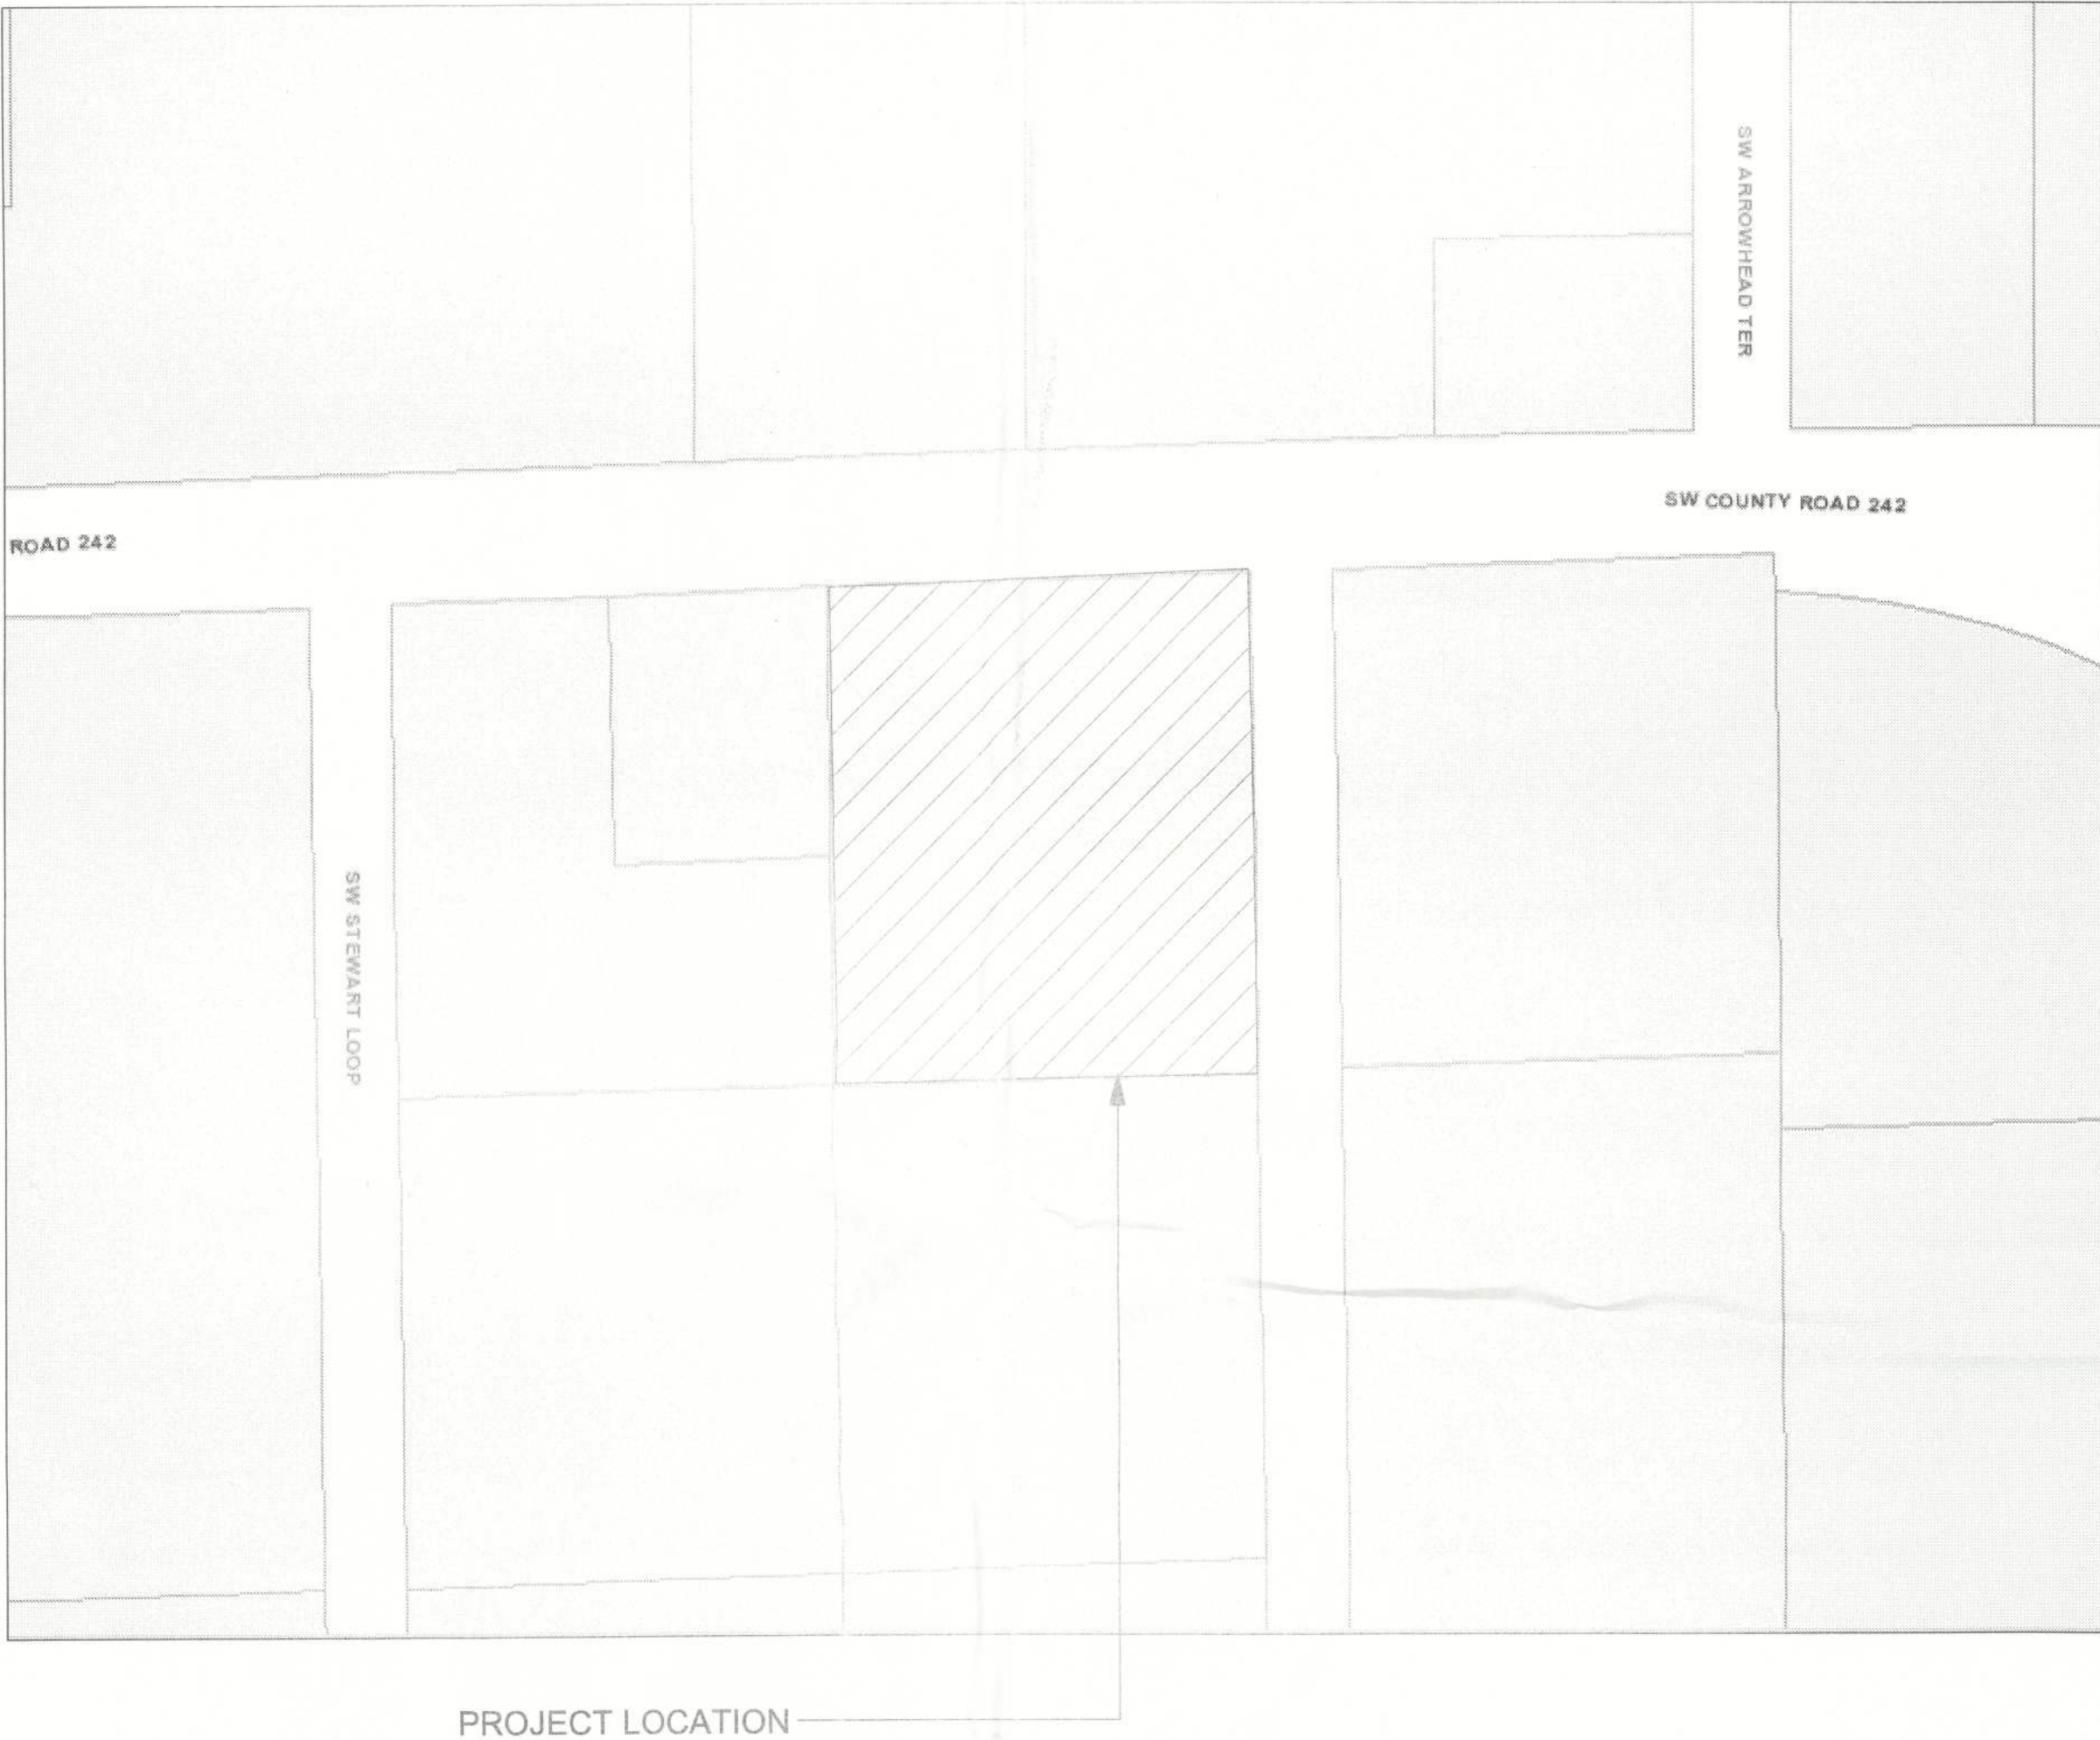 SW ARROWHEAD TER
SW COUNTY ROAD 242
ROAD 242
SW STEWART LOOP
PROJECT LOCATION